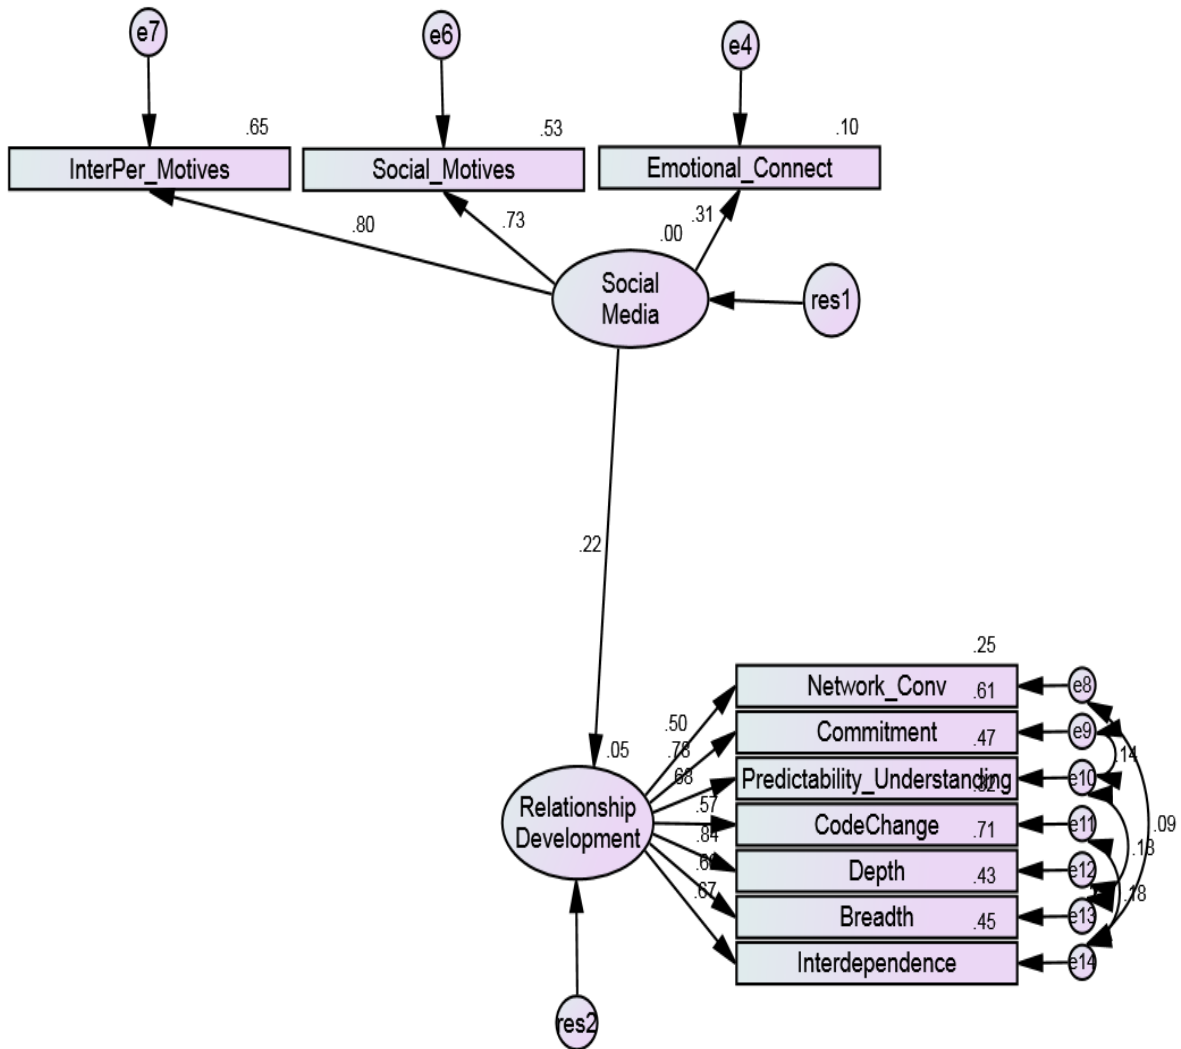 e7
e6
e4
.65
.53
.10
InterPer_Motives
Social_Motives
Emotional_Connect
.80
.73
.31
.00
Social
Media
res1
.22
.25
Network_Conv
.61
e8
.50
Commitment
.47
e9
.05
.78
.14
.68
Predictability_Understanding
e10
Relationship
Development
.57
CodeChange
.71
e11
.09
.84
.18
Depth
.43
e12
.67
.18
Breadth
.45
e13
Interdependence
e14
res2